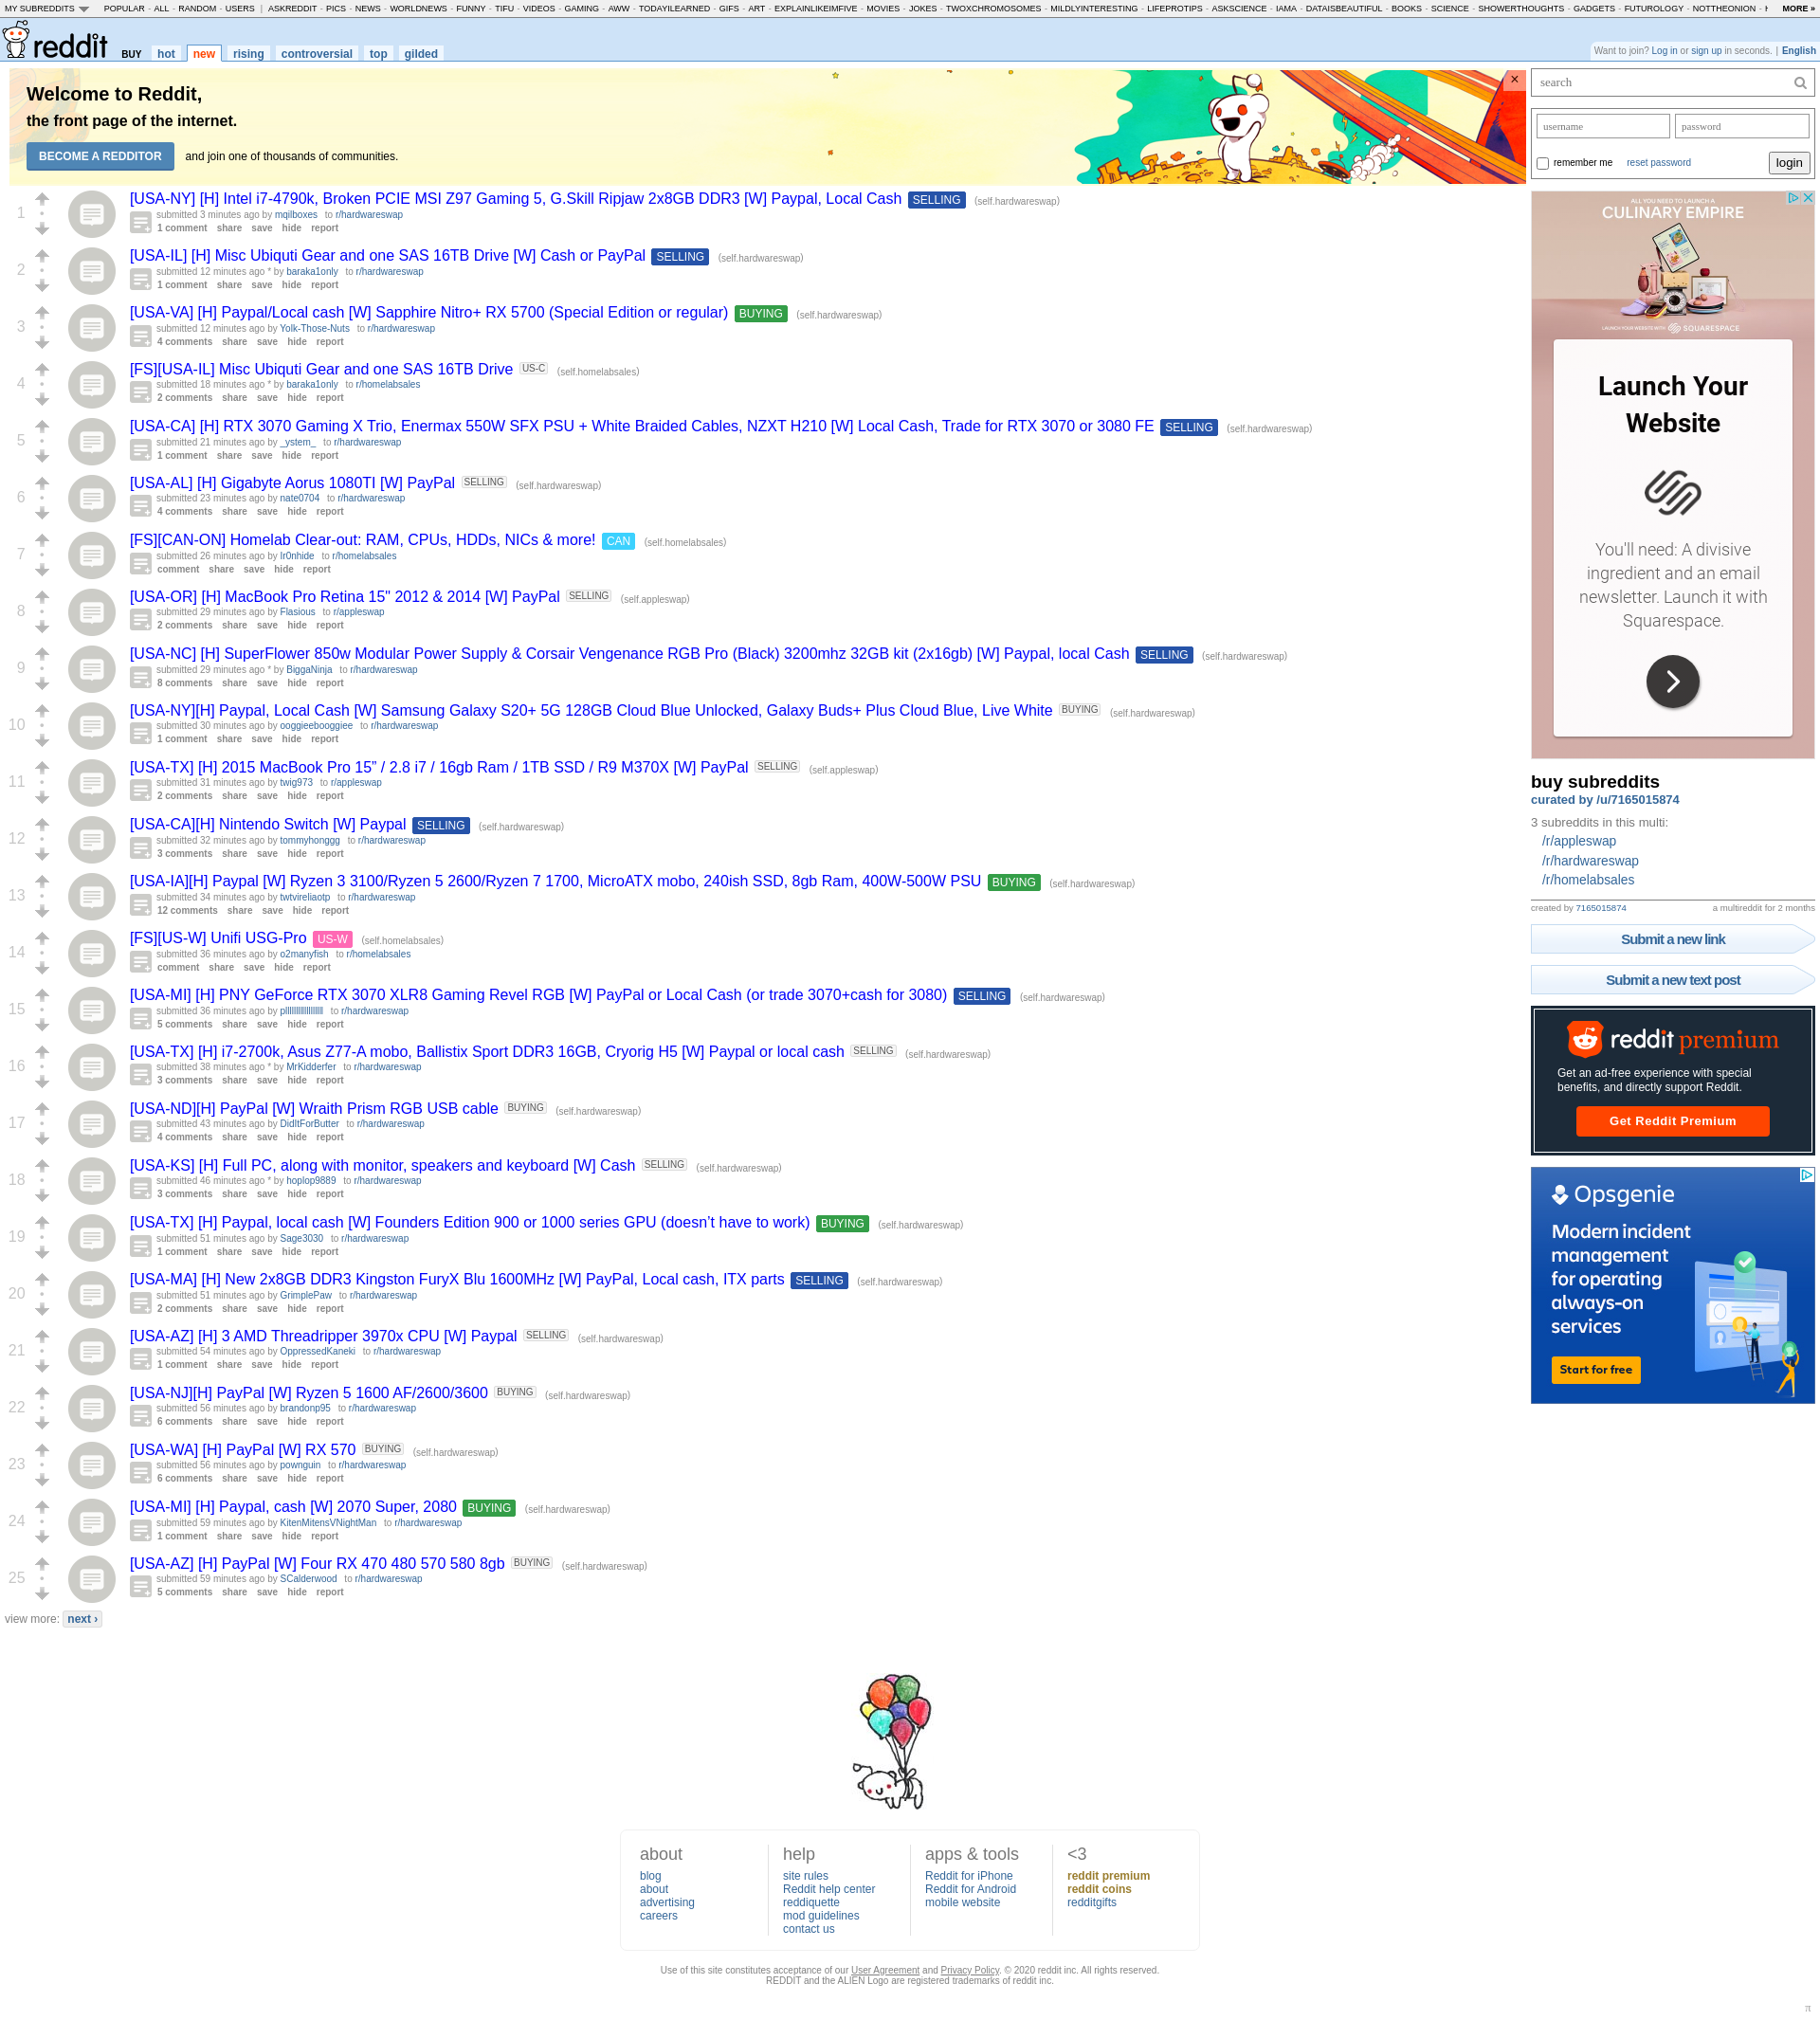 MY SUBREDDITS POPULAR - ALL - RANDOM - USERS | ASKREDDIT - PICS - NEWS - WORLDNEWS - FUNNY - TIFU - VIDEOS - GAMING - AWW - TODAYILEARNED - GIFS - ART - EXPLAINLIKEIMFIVE - MOVIES - JOKES - TWOXCHROMOSOMES - MILDLYINTERESTING - LIFEPROTIPS - ASKSCIENCE - IAMA - DATAISBEAUTIFUL - BOOKS - SCIENCE - SHOWERTHOUGHTS - GADGETS - FUTUROLOGY - NOTTHEONION - MORE »
reddit BUY hot new rising controversial top gilded
Want to join? Log in or sign up in seconds. | English
Welcome to Reddit,
the front page of the internet.
BECOME A REDDITOR and join one of thousands of communities.
×
1
[USA-NY] [H] Intel i7-4790k, Broken PCIE MSI Z97 Gaming 5, G.Skill Ripjaw 2x8GB DDR3 [W] Paypal, Local Cash SELLING (self.hardwareswap)
submitted 3 minutes ago by mqilboxes to r/hardwareswap
1 comment share save hide report
2
[USA-IL] [H] Misc Ubiquti Gear and one SAS 16TB Drive [W] Cash or PayPal SELLING (self.hardwareswap)
submitted 12 minutes ago * by baraka1only to r/hardwareswap
1 comment share save hide report
3
[USA-VA] [H] Paypal/Local cash [W] Sapphire Nitro+ RX 5700 (Special Edition or regular) BUYING (self.hardwareswap)
submitted 12 minutes ago by Yolk-Those-Nuts to r/hardwareswap
4 comments share save hide report
4
[FS][USA-IL] Misc Ubiquti Gear and one SAS 16TB Drive US-C (self.homelabsales)
submitted 18 minutes ago * by baraka1only to r/homelabsales
2 comments share save hide report
5
[USA-CA] [H] RTX 3070 Gaming X Trio, Enermax 550W SFX PSU + White Braided Cables, NZXT H210 [W] Local Cash, Trade for RTX 3070 or 3080 FE SELLING (self.hardwareswap)
submitted 21 minutes ago by _ystem_ to r/hardwareswap
1 comment share save hide report
6
[USA-AL] [H] Gigabyte Aorus 1080TI [W] PayPal SELLING (self.hardwareswap)
submitted 23 minutes ago by nate0704 to r/hardwareswap
4 comments share save hide report
7
[FS][CAN-ON] Homelab Clear-out: RAM, CPUs, HDDs, NICs & more! CAN (self.homelabsales)
submitted 26 minutes ago by Ir0nhide to r/homelabsales
comment share save hide report
8
[USA-OR] [H] MacBook Pro Retina 15" 2012 & 2014 [W] PayPal SELLING (self.appleswap)
submitted 29 minutes ago by Flasious to r/appleswap
2 comments share save hide report
9
[USA-NC] [H] SuperFlower 850w Modular Power Supply & Corsair Vengenance RGB Pro (Black) 3200mhz 32GB kit (2x16gb) [W] Paypal, local Cash SELLING (self.hardwareswap)
submitted 29 minutes ago * by BiggaNinja to r/hardwareswap
8 comments share save hide report
10
[USA-NY][H] Paypal, Local Cash [W] Samsung Galaxy S20+ 5G 128GB Cloud Blue Unlocked, Galaxy Buds+ Plus Cloud Blue, Live White BUYING (self.hardwareswap)
submitted 30 minutes ago by ooggieebooggiee to r/hardwareswap
1 comment share save hide report
11
[USA-TX] [H] 2015 MacBook Pro 15” / 2.8 i7 / 16gb Ram / 1TB SSD / R9 M370X [W] PayPal SELLING (self.appleswap)
submitted 31 minutes ago by twig973 to r/appleswap
2 comments share save hide report
12
[USA-CA][H] Nintendo Switch [W] Paypal SELLING (self.hardwareswap)
submitted 32 minutes ago by tommyhonggg to r/hardwareswap
3 comments share save hide report
13
[USA-IA][H] Paypal [W] Ryzen 3 3100/Ryzen 5 2600/Ryzen 7 1700, MicroATX mobo, 240ish SSD, 8gb Ram, 400W-500W PSU BUYING (self.hardwareswap)
submitted 34 minutes ago by twtvireliaotp to r/hardwareswap
12 comments share save hide report
14
[FS][US-W] Unifi USG-Pro US-W (self.homelabsales)
submitted 36 minutes ago by o2manyfish to r/homelabsales
comment share save hide report
15
[USA-MI] [H] PNY GeForce RTX 3070 XLR8 Gaming Revel RGB [W] PayPal or Local Cash (or trade 3070+cash for 3080) SELLING (self.hardwareswap)
submitted 36 minutes ago by to r/hardwareswap
5 comments share save hide report
16
[USA-TX] [H] i7-2700k, Asus Z77-A mobo, Ballistix Sport DDR3 16GB, Cryorig H5 [W] Paypal or local cash SELLING (self.hardwareswap)
submitted 38 minutes ago * by MrKidderfer to r/hardwareswap
3 comments share save hide report
17
[USA-ND][H] PayPal [W] Wraith Prism RGB USB cable BUYING (self.hardwareswap)
submitted 43 minutes ago by DidItForButter to r/hardwareswap
4 comments share save hide report
18
[USA-KS] [H] Full PC, along with monitor, speakers and keyboard [W] Cash SELLING (self.hardwareswap)
submitted 46 minutes ago * by hoplop9889 to r/hardwareswap
3 comments share save hide report
19
[USA-TX] [H] Paypal, local cash [W] Founders Edition 900 or 1000 series GPU (doesn’t have to work) BUYING (self.hardwareswap)
submitted 51 minutes ago by Sage3030 to r/hardwareswap
1 comment share save hide report
20
[USA-MA] [H] New 2x8GB DDR3 Kingston FuryX Blu 1600MHz [W] PayPal, Local cash, ITX parts SELLING (self.hardwareswap)
submitted 51 minutes ago by GrimplePaw to r/hardwareswap
2 comments share save hide report
21
[USA-AZ] [H] 3 AMD Threadripper 3970x CPU [W] Paypal SELLING (self.hardwareswap)
submitted 54 minutes ago by OppressedKaneki to r/hardwareswap
1 comment share save hide report
22
[USA-NJ][H] PayPal [W] Ryzen 5 1600 AF/2600/3600 BUYING (self.hardwareswap)
submitted 56 minutes ago by brandonp95 to r/hardwareswap
6 comments share save hide report
23
[USA-WA] [H] PayPal [W] RX 570 BUYING (self.hardwareswap)
submitted 56 minutes ago by pownguin to r/hardwareswap
6 comments share save hide report
24
[USA-MI] [H] Paypal, cash [W] 2070 Super, 2080 BUYING (self.hardwareswap)
submitted 59 minutes ago by KitenMitensVNightMan to r/hardwareswap
1 comment share save hide report
25
[USA-AZ] [H] PayPal [W] Four RX 470 480 570 580 8gb BUYING (self.hardwareswap)
submitted 59 minutes ago by SCalderwood to r/hardwareswap
5 comments share save hide report
view more: next ›
search
username password
remember me reset password login
ALL YOU NEED TO LAUNCH A
CULINARY EMPIRE
LAUNCH YOUR WEBSITE WITH SQUARESPACE
Launch Your
Website
You'll need: A divisive
ingredient and an email
newsletter. Launch it with
Squarespace.
buy subreddits
curated by /u/7165015874
3 subreddits in this multi:
/r/appleswap
/r/hardwareswap
/r/homelabsales
created by 7165015874 a multireddit for 2 months
Submit a new link
Submit a new text post
reddit premium
Get an ad-free experience with special
benefits, and directly support Reddit.
Get Reddit Premium
Opsgenie
Modern incident
management
for operating
always-on
services
Start for free
about
blog
about
advertising
careers
help
site rules
Reddit help center
reddiquette
mod guidelines
contact us
apps & tools
Reddit for iPhone
Reddit for Android
mobile website
<3
reddit premium
reddit coins
redditgifts
Use of this site constitutes acceptance of our User Agreement and Privacy Policy. © 2020 reddit inc. All rights reserved.
REDDIT and the ALIEN Logo are registered trademarks of reddit inc.
π